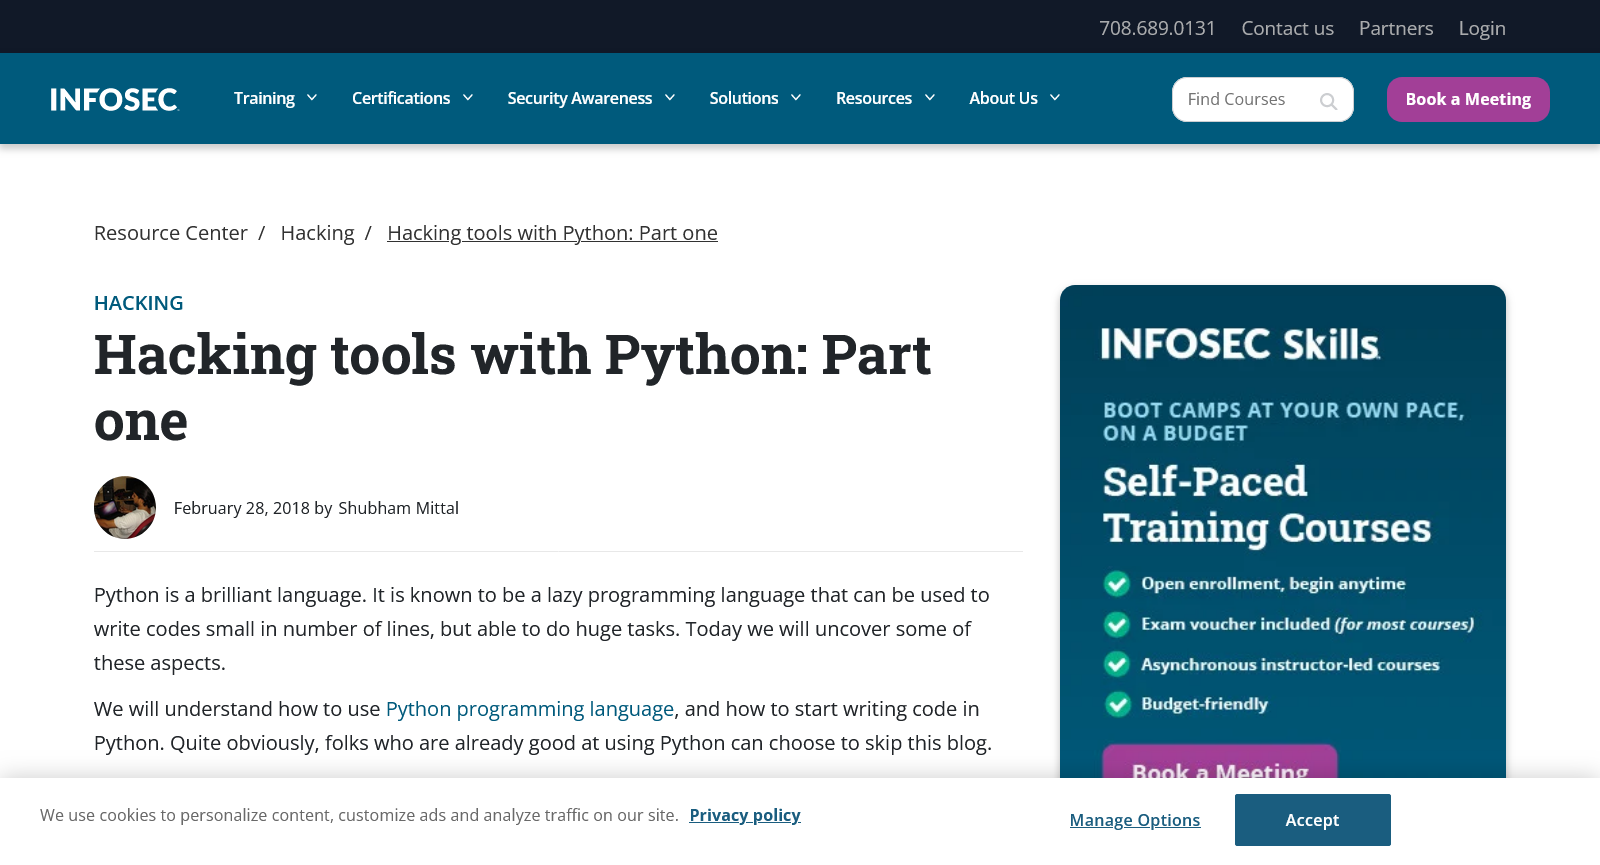 708.689.0131 Contact us Partners Login
INFOSEC Training Certifications Security Awareness Solutions Resources About Us Find Courses Book a Meeting
Resource Center / Hacking / Hacking tools with Python: Part one
HACKING
Hacking tools with Python: Part
one
February 28, 2018 by Shubham Mittal
Python is a brilliant language. It is known to be a lazy programming language that can be used to
write codes small in number of lines, but able to do huge tasks. Today we will uncover some of
these aspects.
We will understand how to use Python programming language, and how to start writing code in
Python. Quite obviously, folks who are already good at using Python can choose to skip this blog.
INFOSEC Skills
BOOT CAMPS AT YOUR OWN PACE,
ON A BUDGET
Self-Paced
Training Courses
Open enrollment, begin anytime
Exam voucher included (for most courses)
Asynchronous instructor-led courses
Budget-friendly
Book a Meeting
We use cookies to personalize content, customize ads and analyze traffic on our site. Privacy policy Manage Options Accept